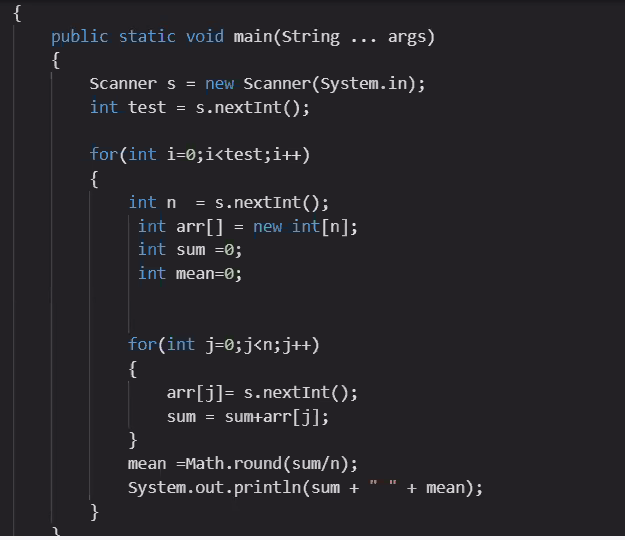 {
public static void main(String ... args)
{
Scanner s = new Scanner(System.in);
int test = s.nextInt();
for(int i=0;i<test;i++)
{
int n  = s.nextInt();
int arr[] = new int[n];
int sum =0;
int mean=0;
for(int j=0;j<n;j++)
{
arr[j]= s.nextInt();
sum = sum+arr[j];
}
mean =Math.round(sum/n);
System.out.println(sum + " " + mean);
}
}